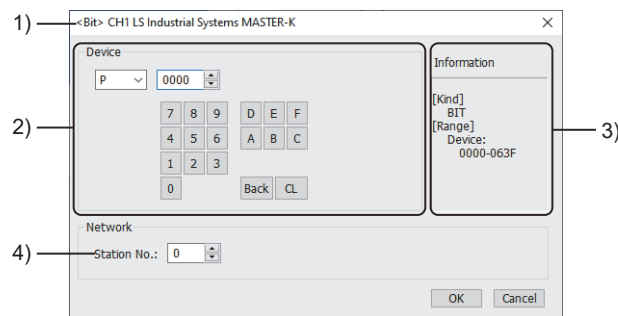 1)
<Bit> CH1 LS Industrial Systems MASTER-K
Device
Information
P 0000
2)
7 8 9 D E F
4 5 6 A B C
1 2 3
0 Back CL
[Kind]
BIT
[Range]
Device:
0000-063F
3)
Network
4)
Station No.: 0
OK Cancel